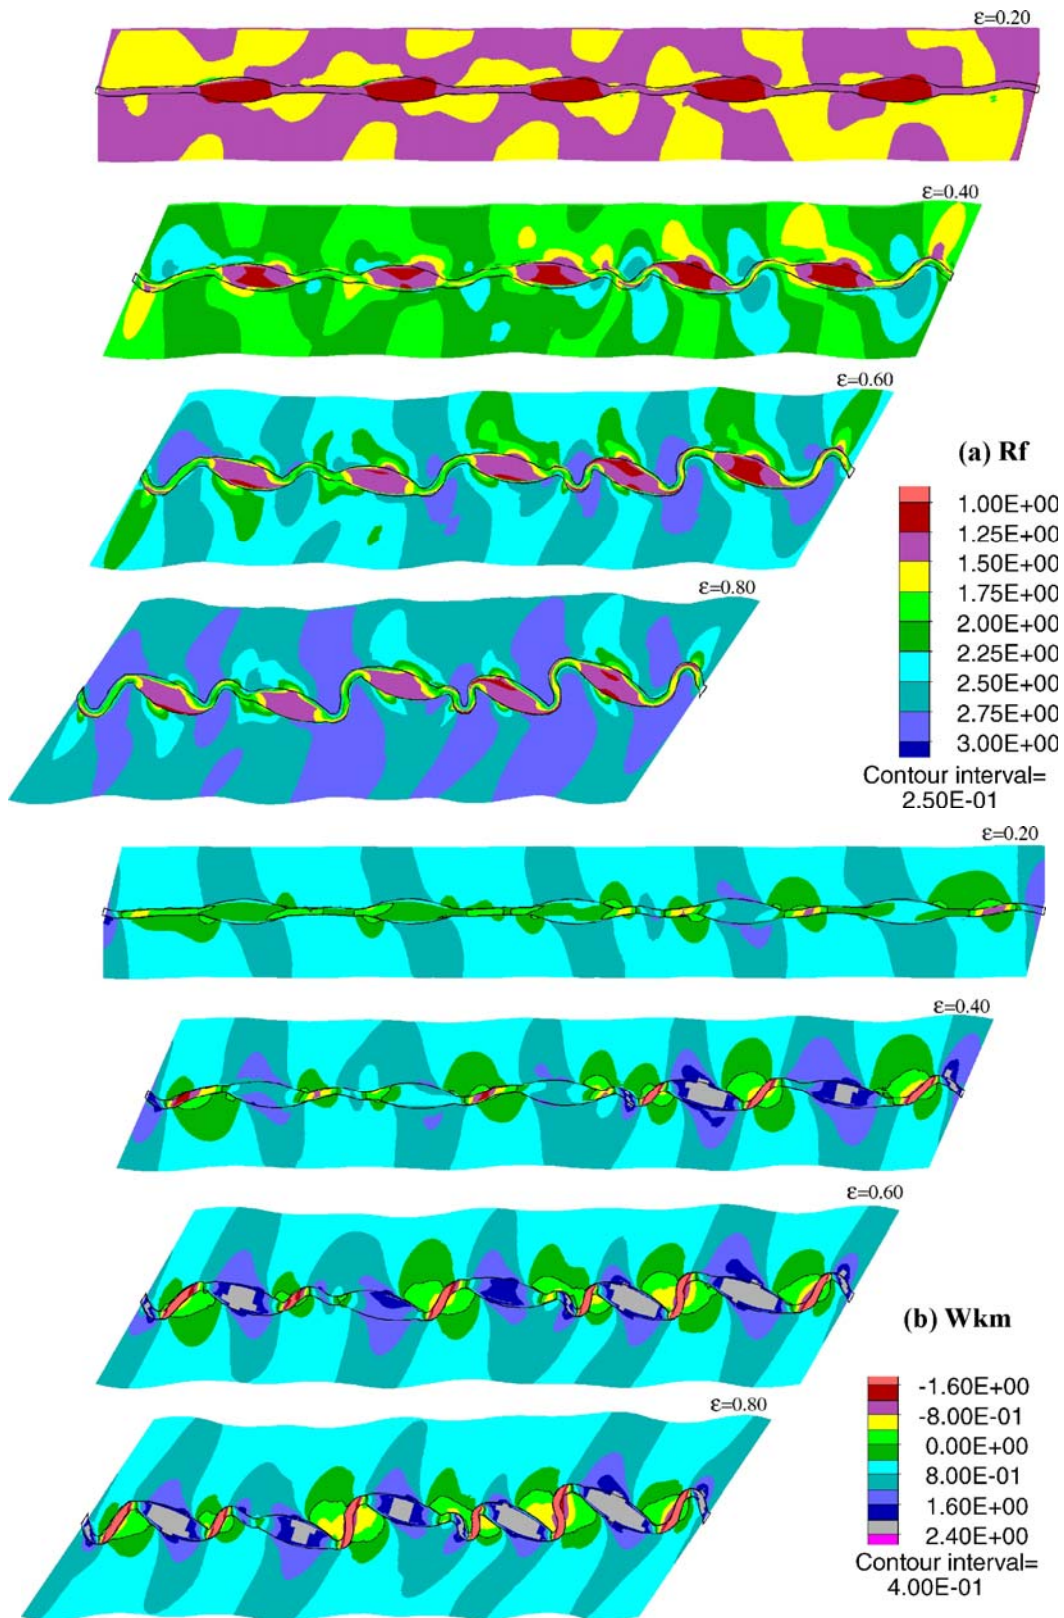 ε=0.20
ε=0.40
ε=0.60
(a) Rf
1.00E+00
1.25E+00
1.50E+00
1.75E+00
2.00E+00
2.25E+00
2.50E+00
2.75E+00
3.00E+00
Contour interval=
2.50E-01
ε=0.80
ε=0.20
ε=0.40
ε=0.60
(b) Wkm
-1.60E+00
-8.00E-01
0.00E+00
8.00E-01
1.60E+00
2.40E+00
Contour interval=
4.00E-01
ε=0.80